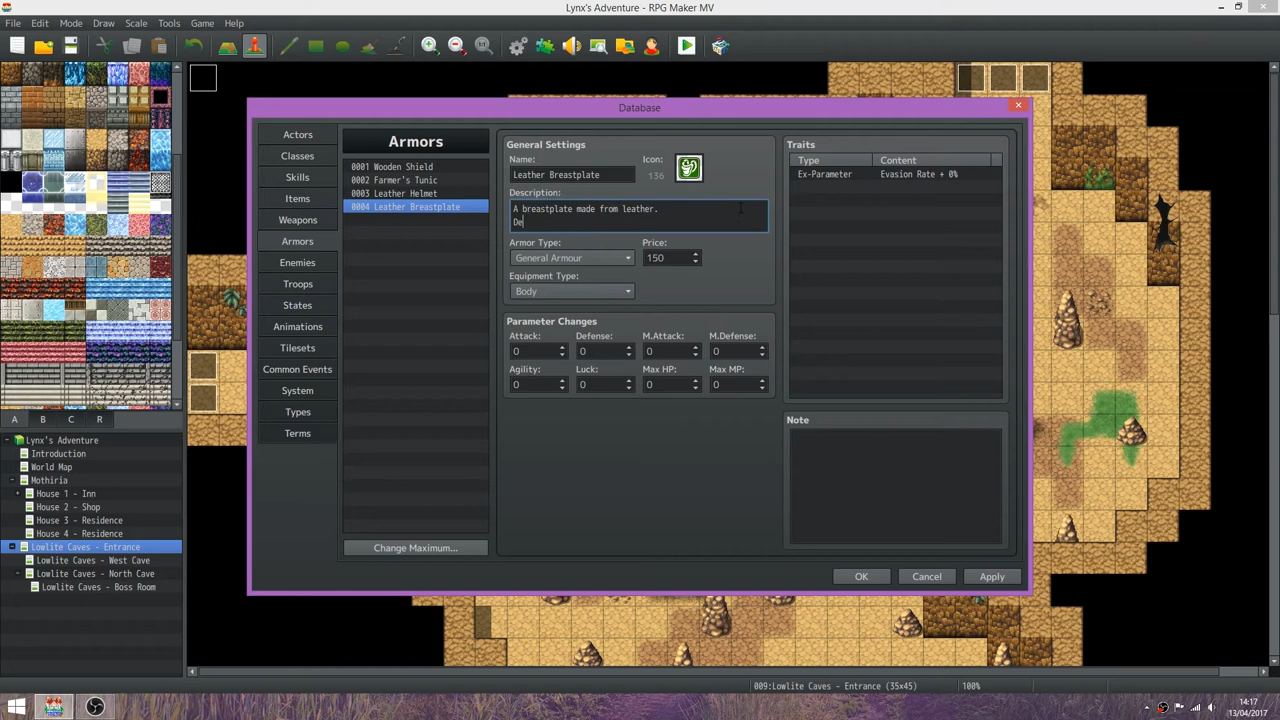 Lynx's Adventure - RPG Maker MV
File Edit Mode Draw Scale Tools Game Help
Database
Actors
Classes
Skills
Items
Weapons
Armors
Enemies
Troops
States
Animations
Tilesets
Common Events
System
Types
Terms
Armors
0001 Wooden Shield
0002 Farmer's Tunic
0003 Leather Helmet
0004 Leather Breastplate
Change Maximum...
General Settings
Name: Icon:
Leather Breastplate 136
Description:
A breastplate made from leather.
De
Armor Type: Price:
General Armour 150
Equipment Type:
Body
Parameter Changes
Attack: Defense: M.Attack: M.Defense:
0 0 0 0
Agility: Luck: Max HP: Max MP:
0 0 0 0
Traits
Type Content
Ex-Parameter Evasion Rate + 0%
Note
OK Cancel Apply
A B C R
Lynx's Adventure
Introduction
World Map
Mothiria
House 1 - Inn
House 2 - Shop
House 3 - Residence
House 4 - Residence
Lowlite Caves - Entrance
Lowlite Caves - West Cave
Lowlite Caves - North Cave
Lowlite Caves - Boss Room
009:Lowlite Caves - Entrance (35x45) 100%
14:17
13/04/2017